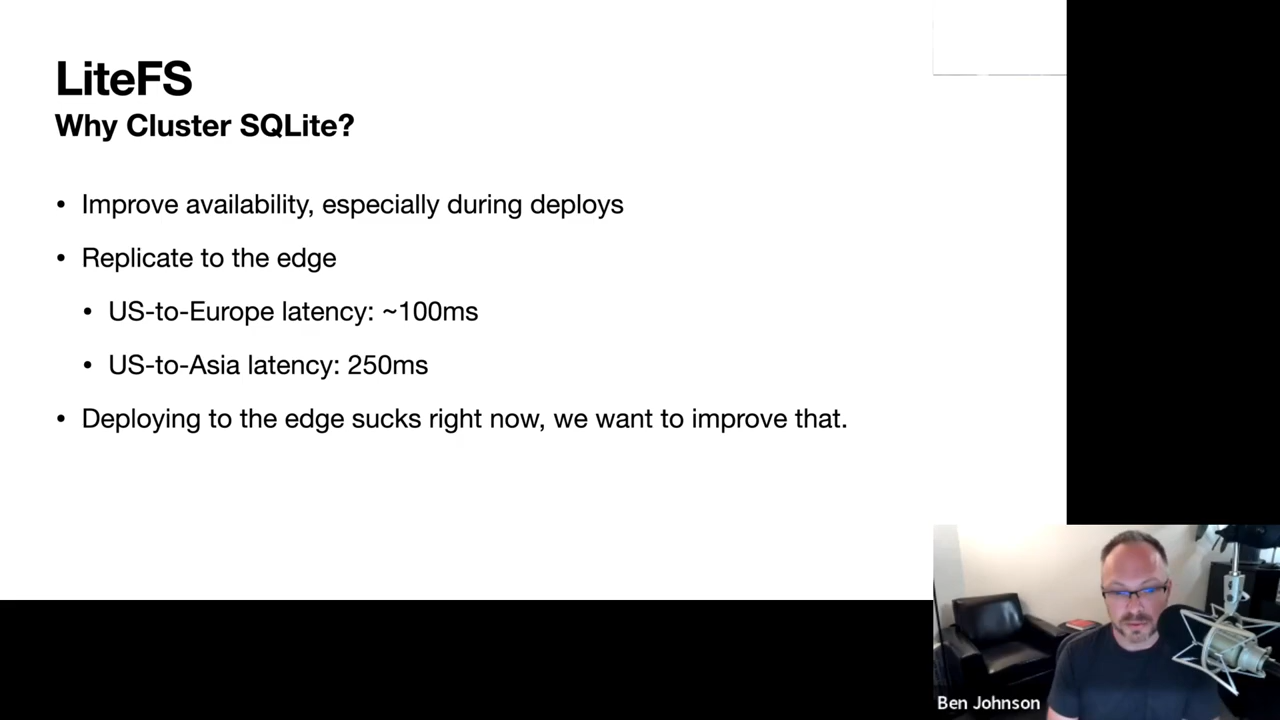 LiteFS
Why Cluster SQLite?
• Improve availability, especially during deploys
• Replicate to the edge
• US-to-Europe latency: ~100ms
• US-to-Asia latency: 250ms
• Deploying to the edge sucks right now, we want to improve that.
Ben Johnson